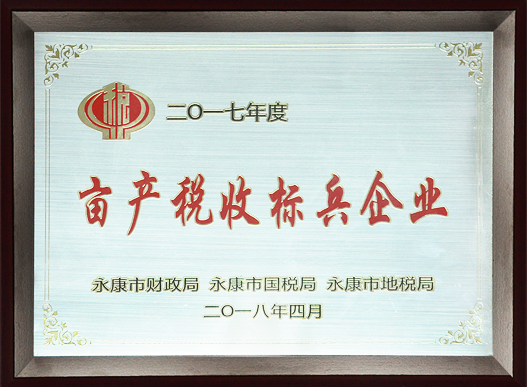 税
二〇一七年度
亩产税收标兵企业
永康市财政局 永康市国税局 永康市地税局
二〇一八年四月